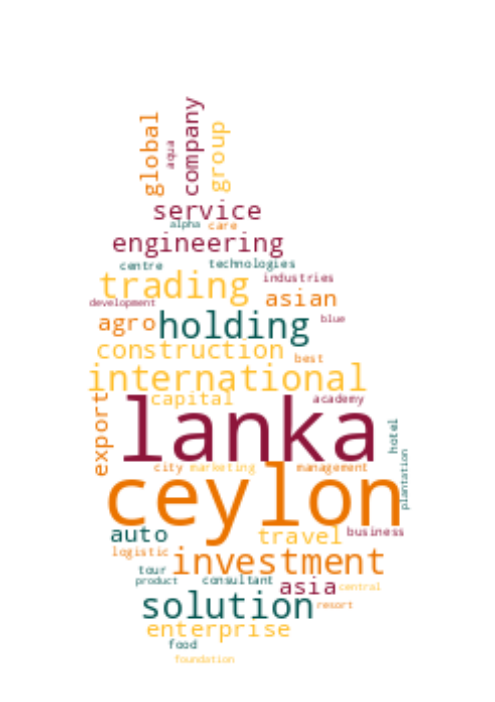 global
aqua
company
group
service
alpha care
engineering
centre technologies
trading industries
development asian
agro holding blue
construction best
international
capital academy
export lanka hotel
city marketing management plantation
ceylon
auto travel business
logistic investment
tour
product consultant asia central
solution resort
enterprise
food
foundation